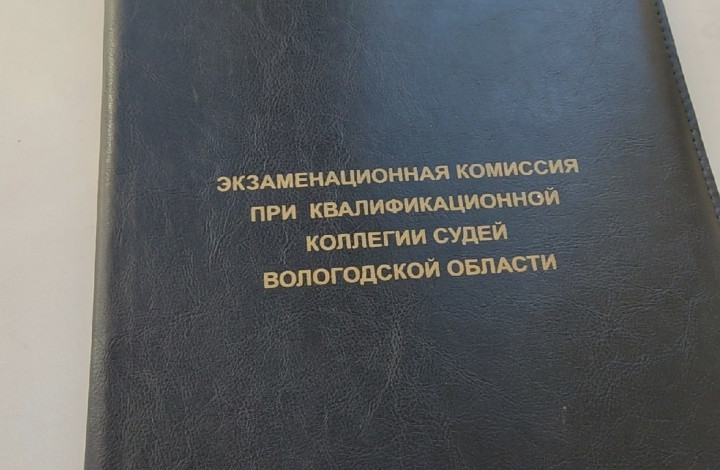 ЭКЗАМЕНАЦИОННАЯ КОМИССИЯ
ПРИ КВАЛИФИКАЦИОННОЙ
КОЛЛЕГИИ СУДЕЙ
ВОЛОГОДСКОЙ ОБЛАСТИ